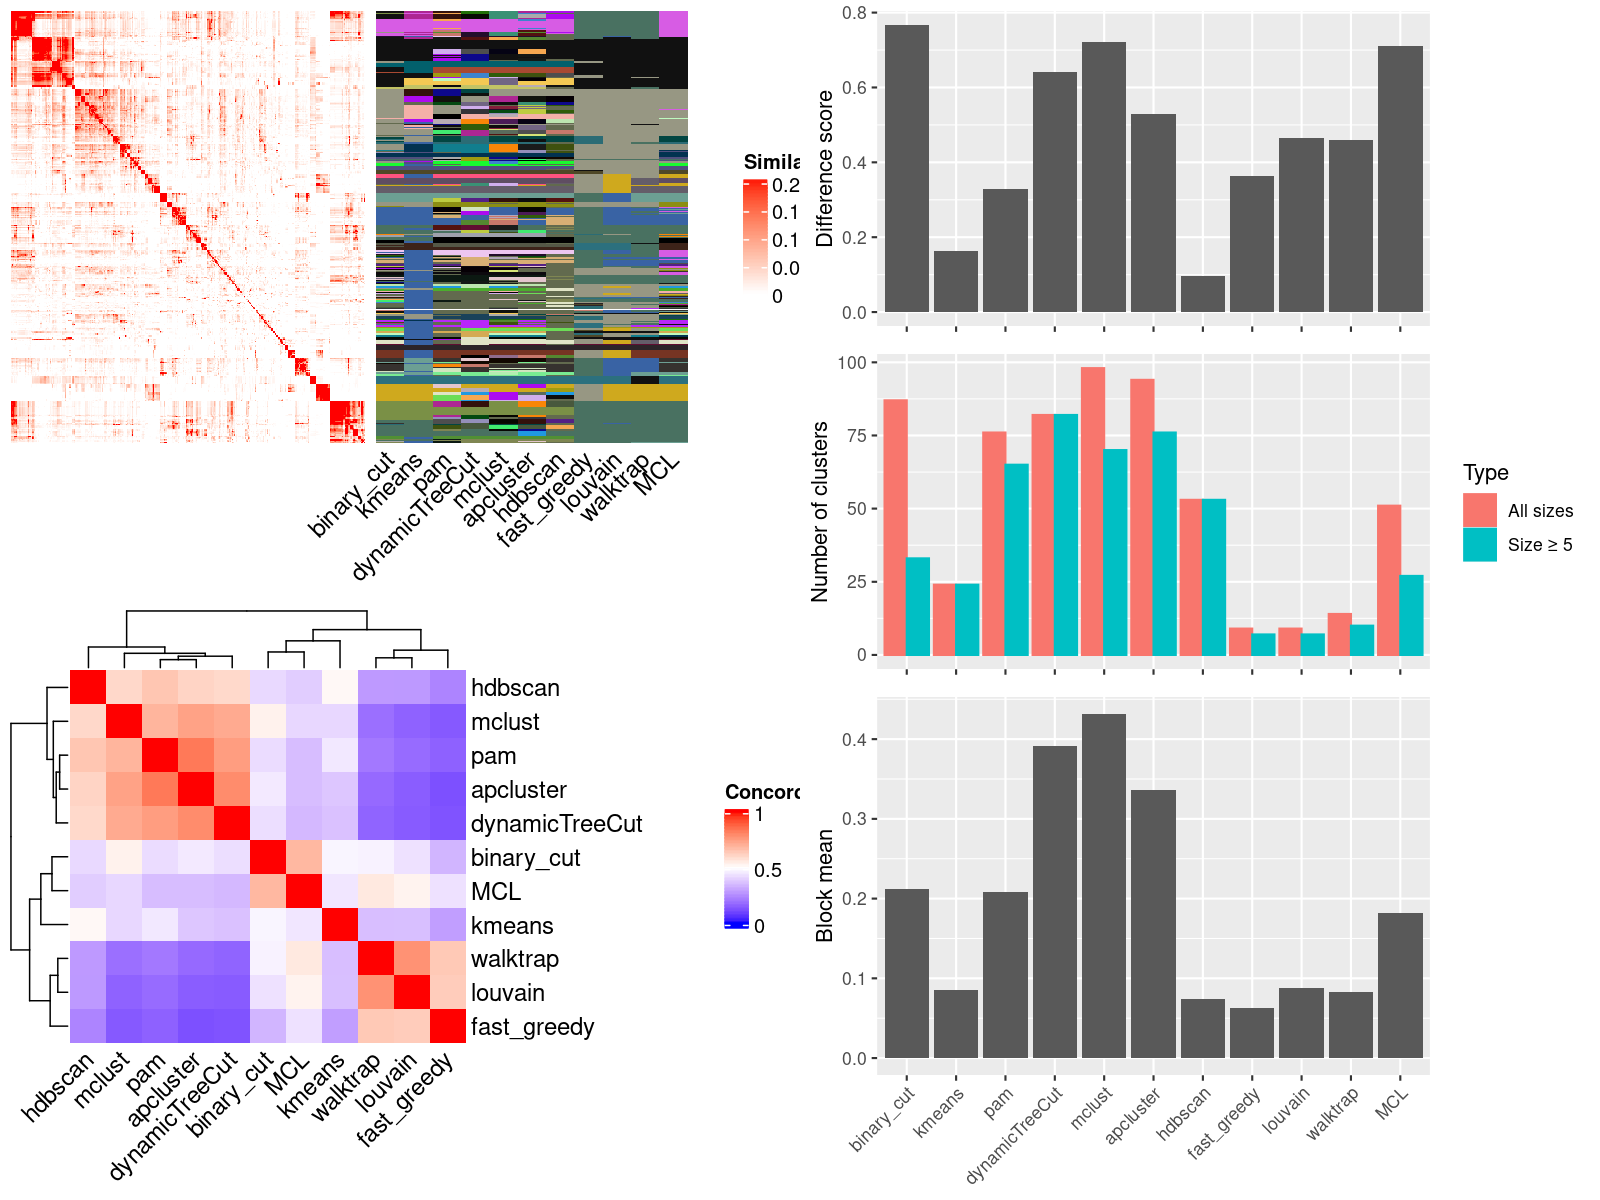 Simila
0.2
0.1
0.1
0.0
0
binary_cut
kmeans
pam
dynamicTreeCut
mclust
apcluster
hdbscan
fast_greedy
louvain
walktrap
MCL
hdbscan
mclust
pam
apcluster
dynamicTreeCut
binary_cut
MCL
kmeans
walktrap
louvain
fast_greedy
hdbscan
mclust
pam
apcluster
dynamicTreeCut
binary_cut
MCL
kmeans
walktrap
louvain
fast_greedy
Concord
1
0.5
0
Difference score
0.8
0.6
0.4
0.2
0.0
Number of clusters
100
75
50
25
0
Type
All sizes
Size ≥ 5
Block mean
0.4
0.3
0.2
0.1
0.0
binary_cut
kmeans
pam
dynamicTreeCut
mclust
apcluster
hdbscan
fast_greedy
louvain
walktrap
MCL